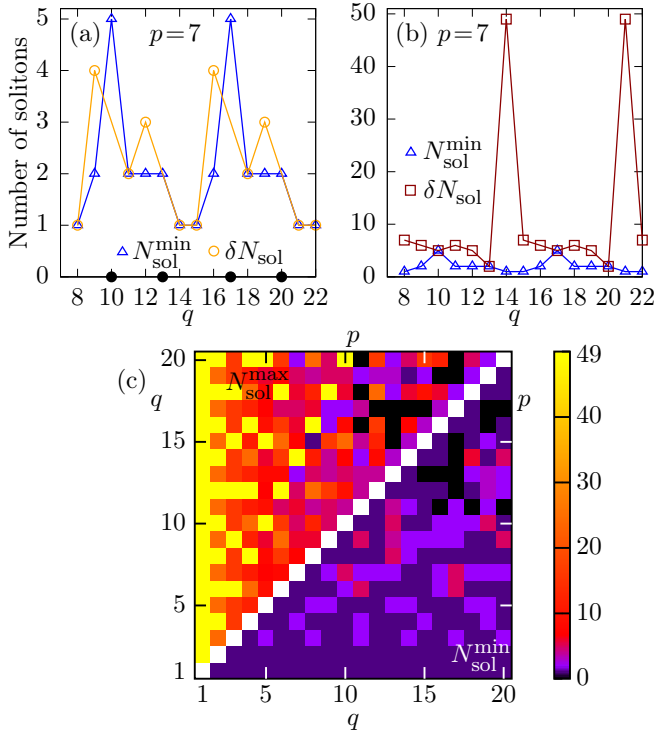 (a) p=7
Number of solitons
5
4
3
2
1
0
N_sol^min δN_sol
8 10 12 14 16 18 20 22
q
(b) p=7
50
40
30
20
10
0
N_sol^min
δN_sol
8 10 12 14 16 18 20 22
q
p
(c)
20
15
10
5
1
q
N_sol^max
p
N_sol^min
1 5 10 15 20
q
49
40
30
20
10
0